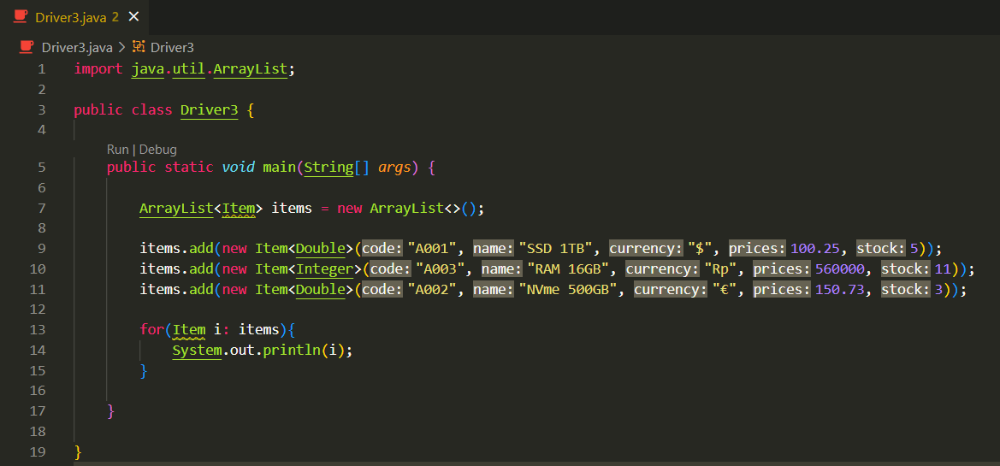 Driver3.java 2 ×
Driver3.java > Driver3
1 import java.util.ArrayList;
2
3 public class Driver3 {
4
Run | Debug
5 public static void main(String[] args) {
6
7 ArrayList<Item> items = new ArrayList<>();
8
9 items.add(new Item<Double>(code: "A001", name: "SSD 1TB", currency: "$", prices: 100.25, stock: 5));
10 items.add(new Item<Integer>(code: "A003", name: "RAM 16GB", currency: "Rp", prices: 560000, stock: 11));
11 items.add(new Item<Double>(code: "A002", name: "NVme 500GB", currency: "€", prices: 150.73, stock: 3));
12
13 for(Item i: items){
14 System.out.println(i);
15 }
16
17 }
18
19 }